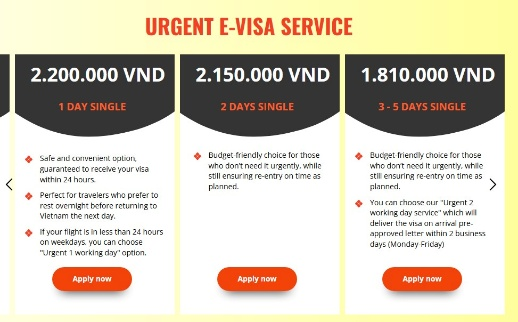 URGENT E-VISA SERVICE
2.200.000 VND
1 DAY SINGLE
Safe and convenient option,
guaranteed to receive your visa
within 24 hours.
Perfect for travelers who prefer to
rest overnight before returning to
Vietnam the next day.
If your flight is in less than 24 hours
on weekdays, you can choose
"Urgent 1 working day" option.
Apply now
2.150.000 VND
2 DAYS SINGLE
Budget-friendly choice for those
who don't need it urgently, while
still ensuring re-entry on time as
planned.
Apply now
1.810.000 VND
3 - 5 DAYS SINGLE
Budget-friendly choice for those
who don't need it urgently, while
still ensuring re-entry on time as
planned.
You can choose our "Urgent 2
working day service" which will
deliver the visa on arrival pre-
approved letter within 2 business
days (Monday Friday)
Apply now